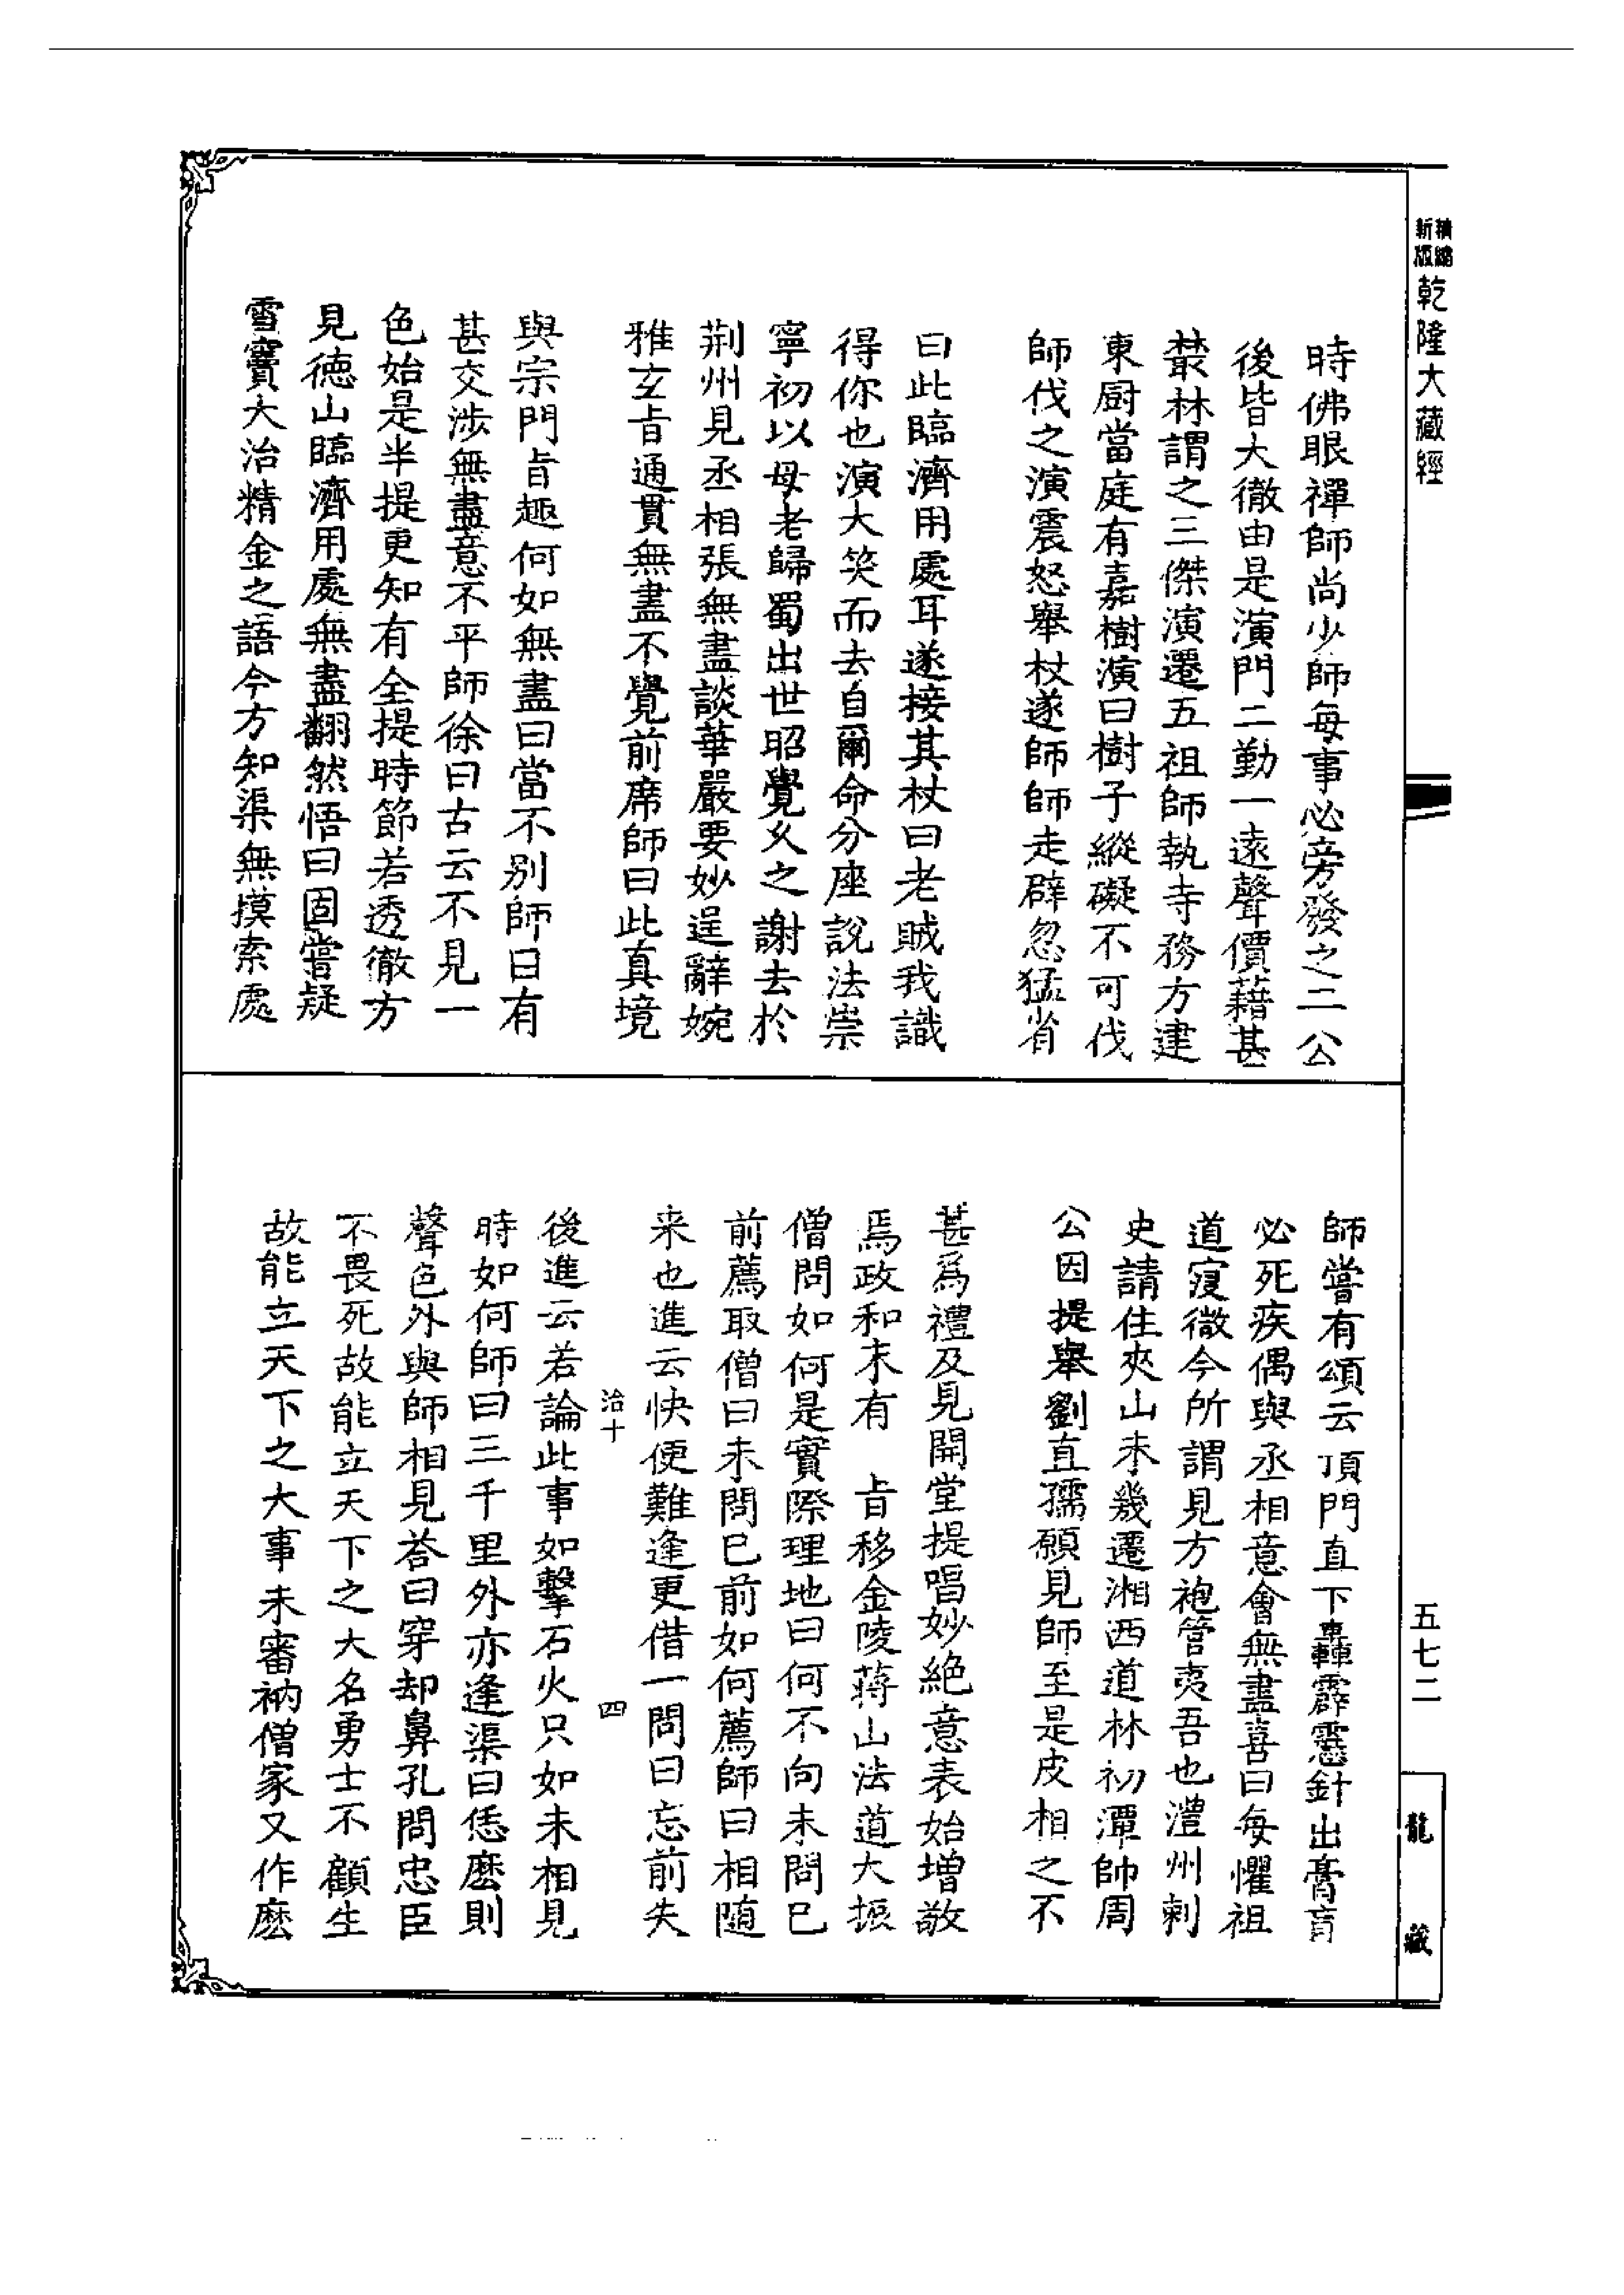 精縮新版乾隆大藏經
時佛眼禪師尚少師每事必旁發之二公
後皆大徹由是演門二勤一遠聲價藉甚
叢林謂之三傑演遷五祖師執寺務方建
東厨當庭有嘉樹演曰樹子縱礙不可伐
師伐之演震怒舉杖逐師師走辟忽猛省
曰此臨濟用處耳遂接其杖曰老賊我識
得你也演大笑而去自爾命分座說法崇
寧初以母老歸蜀出世昭覺久之謝去於
荆州見丞相張無盡談華嚴要妙逞辭婉
雅玄旨通貫無盡不覺前席師曰此真境
與宗門旨趣何如無盡曰當不别師曰有
甚交涉無盡意不平師徐曰古云不見一
色始是半提更知有全提時節若透徹方
見德山臨濟用處無盡翻然悟曰固嘗疑
雪竇大治精金之語今方知渠無摸索處
師嘗有頌云頂門直下轟霹靂針出膏肓
必死疾偶與丞相意會無盡喜曰每懼祖
道寖微今所謂見方袍管夷吾也澧州刺
史請住夾山未幾遷湘西道林初潭帥周
公因提舉劉直孺願見師至是皮相之不
甚爲禮及見開堂提唱妙絶意表始增敬
焉政和末有 旨移金陵蔣山法道大振
僧問如何是實際理地曰何不向未問已
前薦取僧曰未問已前如何薦師曰相随
来也進云快便難逢更借一問曰忘前失
治十 四
後進云若論此事如擊石火只如未相見
時如何師曰三千里外亦逢渠曰恁麽則
聲色外與師相見荅曰穿却鼻孔問忠臣
不畏死故能立天下之大名勇士不顧生
故能立天下之大事未審衲僧家又作麽
五七二
龍藏